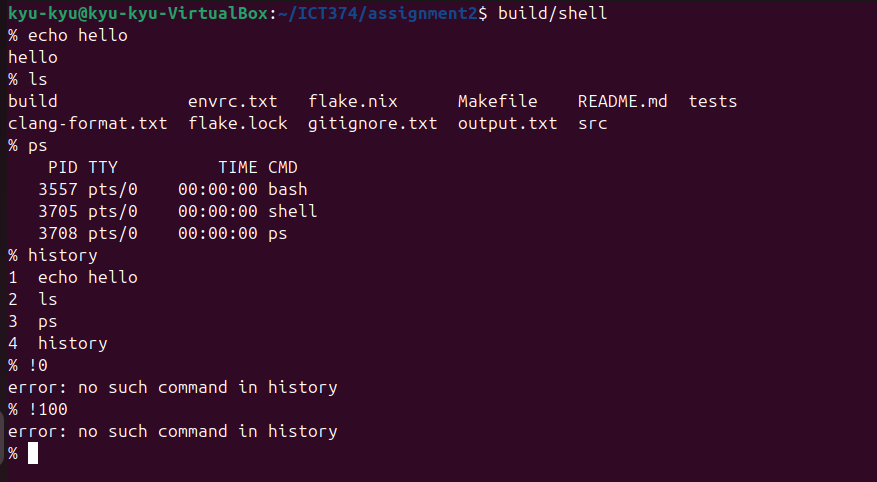 kyu-kyu@kyu-kyu-VirtualBox:~/ICT374/assignment2$ build/shell
% echo hello
hello
% ls
build             envrc.txt   flake.nix      Makefile    README.md  tests
clang-format.txt  flake.lock  gitignore.txt  output.txt  src
% ps
    PID TTY          TIME CMD
   3557 pts/0    00:00:00 bash
   3705 pts/0    00:00:00 shell
   3708 pts/0    00:00:00 ps
% history
1  echo hello
2  ls
3  ps
4  history
% !0
error: no such command in history
% !100
error: no such command in history
%